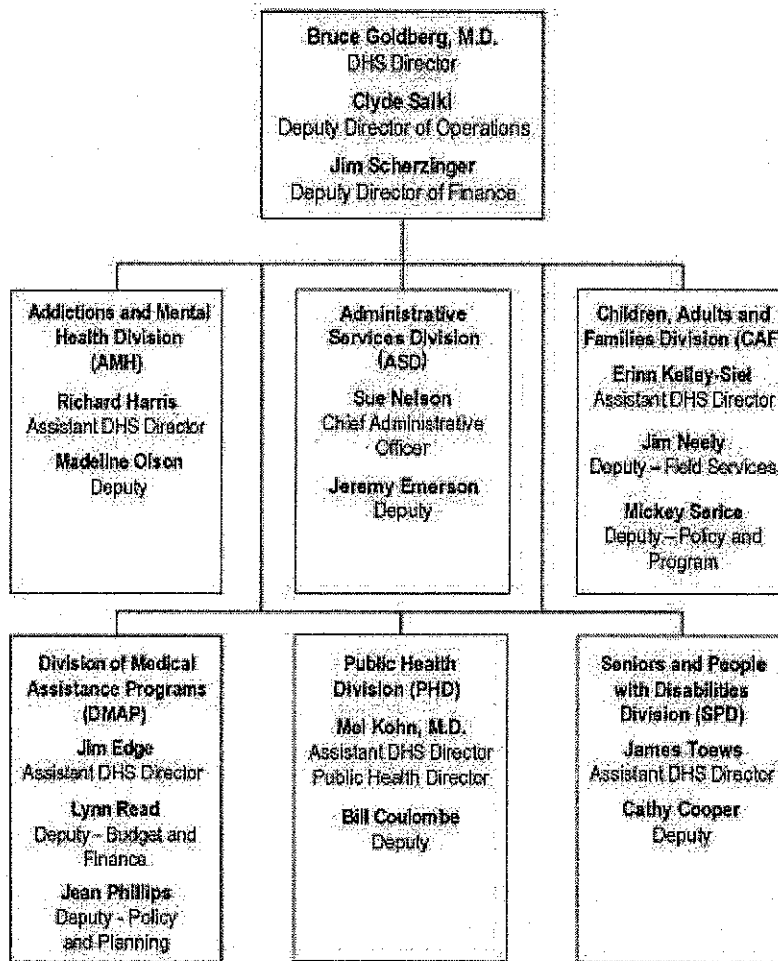 Bruce Goldberg, M.D.
DHS Director
Clyde Saiki
Deputy Director of Operations
Jim Scherzinger
Deputy Director of Finance
Addictions and Mental
Health Division
(AMH)
Richard Harris
Assistant DHS Director
Madeline Olson
Deputy
Administrative
Services Division
(ASD)
Sue Nelson
Chief Administrative
Officer
Jeremy Emerson
Deputy
Children, Adults and
Families Division (CAF)
Erinn Kelley-Siel
Assistant DHS Director
Jim Neely
Deputy – Field Services
Mickey Serice
Deputy – Policy and
Program
Division of Medical
Assistance Programs
(DMAP)
Jim Edge
Assistant DHS Director
Lynn Read
Deputy – Budget and
Finance
Jean Phillips
Deputy - Policy
and Planning
Public Health
Division (PHD)
Mel Kohn, M.D.
Assistant DHS Director
Public Health Director
Bill Coulombe
Deputy
Seniors and People
with Disabilities
Division (SPD)
James Toews
Assistant DHS Director
Cathy Cooper
Deputy